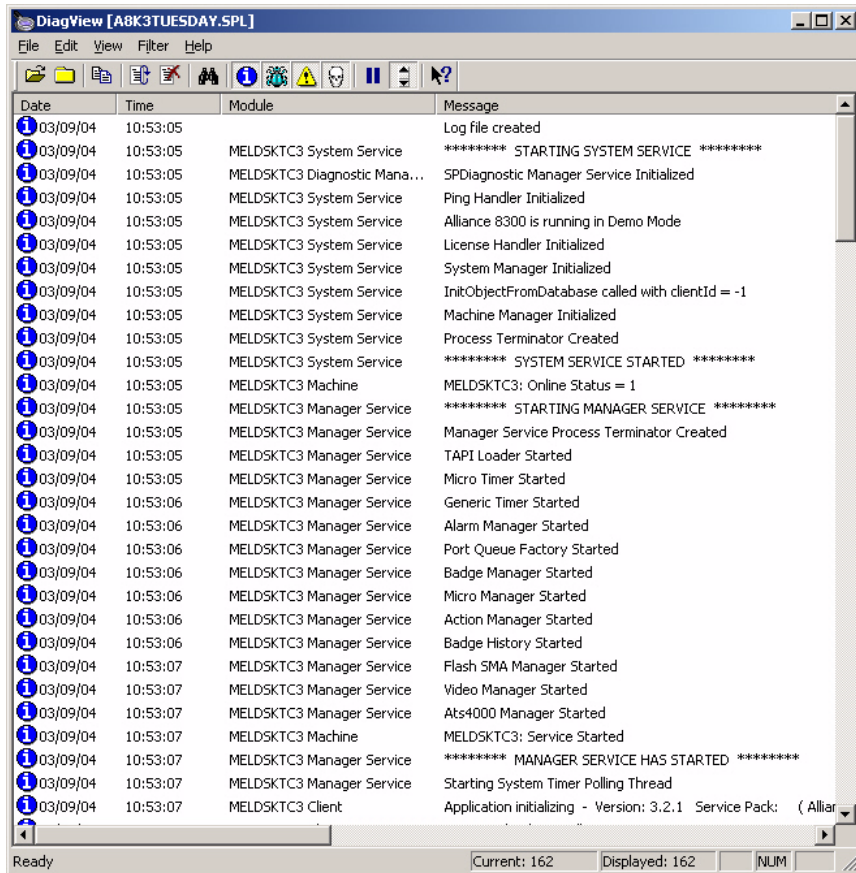 DiagView [A8K3TUESDAY.SPL]
File Edit View Filter Help
Date Time Module Message
03/09/04 10:53:05 Log file created
03/09/04 10:53:05 MELDSKTC3 System Service ******** STARTING SYSTEM SERVICE ********
03/09/04 10:53:05 MELDSKTC3 Diagnostic Mana... SPDiagnostic Manager Service Initialized
03/09/04 10:53:05 MELDSKTC3 System Service Ping Handler Initialized
03/09/04 10:53:05 MELDSKTC3 System Service Alliance 8300 is running in Demo Mode
03/09/04 10:53:05 MELDSKTC3 System Service License Handler Initialized
03/09/04 10:53:05 MELDSKTC3 System Service System Manager Initialized
03/09/04 10:53:05 MELDSKTC3 System Service InitObjectFromDatabase called with clientId = -1
03/09/04 10:53:05 MELDSKTC3 System Service Machine Manager Initialized
03/09/04 10:53:05 MELDSKTC3 System Service Process Terminator Created
03/09/04 10:53:05 MELDSKTC3 System Service ******** SYSTEM SERVICE STARTED ********
03/09/04 10:53:05 MELDSKTC3 Machine MELDSKTC3: Online Status = 1
03/09/04 10:53:05 MELDSKTC3 Manager Service ******** STARTING MANAGER SERVICE ********
03/09/04 10:53:05 MELDSKTC3 Manager Service Manager Service Process Terminator Created
03/09/04 10:53:05 MELDSKTC3 Manager Service TAPI Loader Started
03/09/04 10:53:05 MELDSKTC3 Manager Service Micro Timer Started
03/09/04 10:53:06 MELDSKTC3 Manager Service Generic Timer Started
03/09/04 10:53:06 MELDSKTC3 Manager Service Alarm Manager Started
03/09/04 10:53:06 MELDSKTC3 Manager Service Port Queue Factory Started
03/09/04 10:53:06 MELDSKTC3 Manager Service Badge Manager Started
03/09/04 10:53:06 MELDSKTC3 Manager Service Micro Manager Started
03/09/04 10:53:06 MELDSKTC3 Manager Service Action Manager Started
03/09/04 10:53:06 MELDSKTC3 Manager Service Badge History Started
03/09/04 10:53:07 MELDSKTC3 Manager Service Flash SMA Manager Started
03/09/04 10:53:07 MELDSKTC3 Manager Service Video Manager Started
03/09/04 10:53:07 MELDSKTC3 Manager Service Ats4000 Manager Started
03/09/04 10:53:07 MELDSKTC3 Machine MELDSKTC3: Service Started
03/09/04 10:53:07 MELDSKTC3 Manager Service ******** MANAGER SERVICE HAS STARTED ********
03/09/04 10:53:07 MELDSKTC3 Manager Service Starting System Timer Polling Thread
03/09/04 10:53:07 MELDSKTC3 Client Application initializing - Version: 3.2.1 Service Pack: ( Alliar
Ready Current: 162 Displayed: 162 NUM